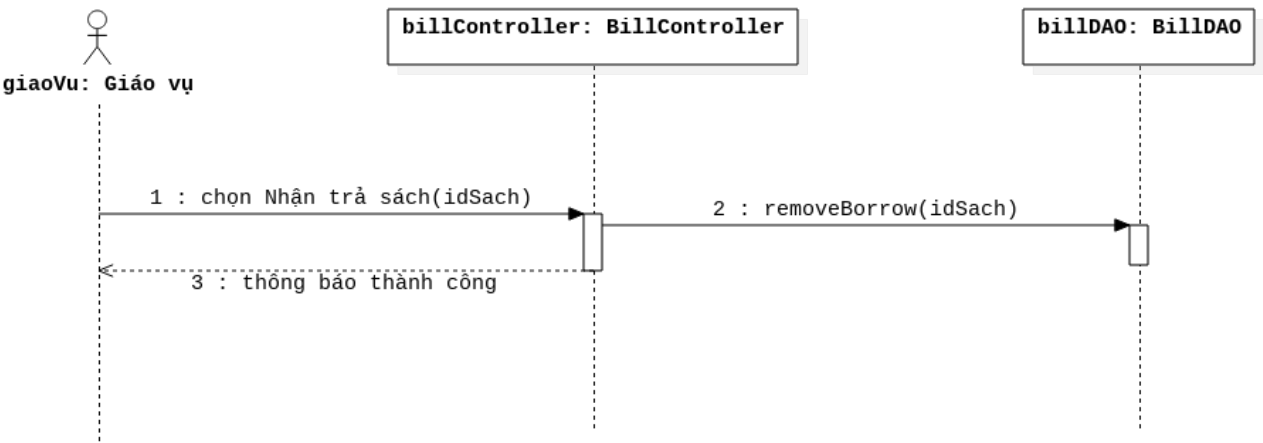 billController: BillController
billDAO: BillDAO
giaoVu: Giáo vụ
1 : chọn Nhận trả sách(idSach)
2 : removeBorrow(idSach)
3 : thông báo thành công